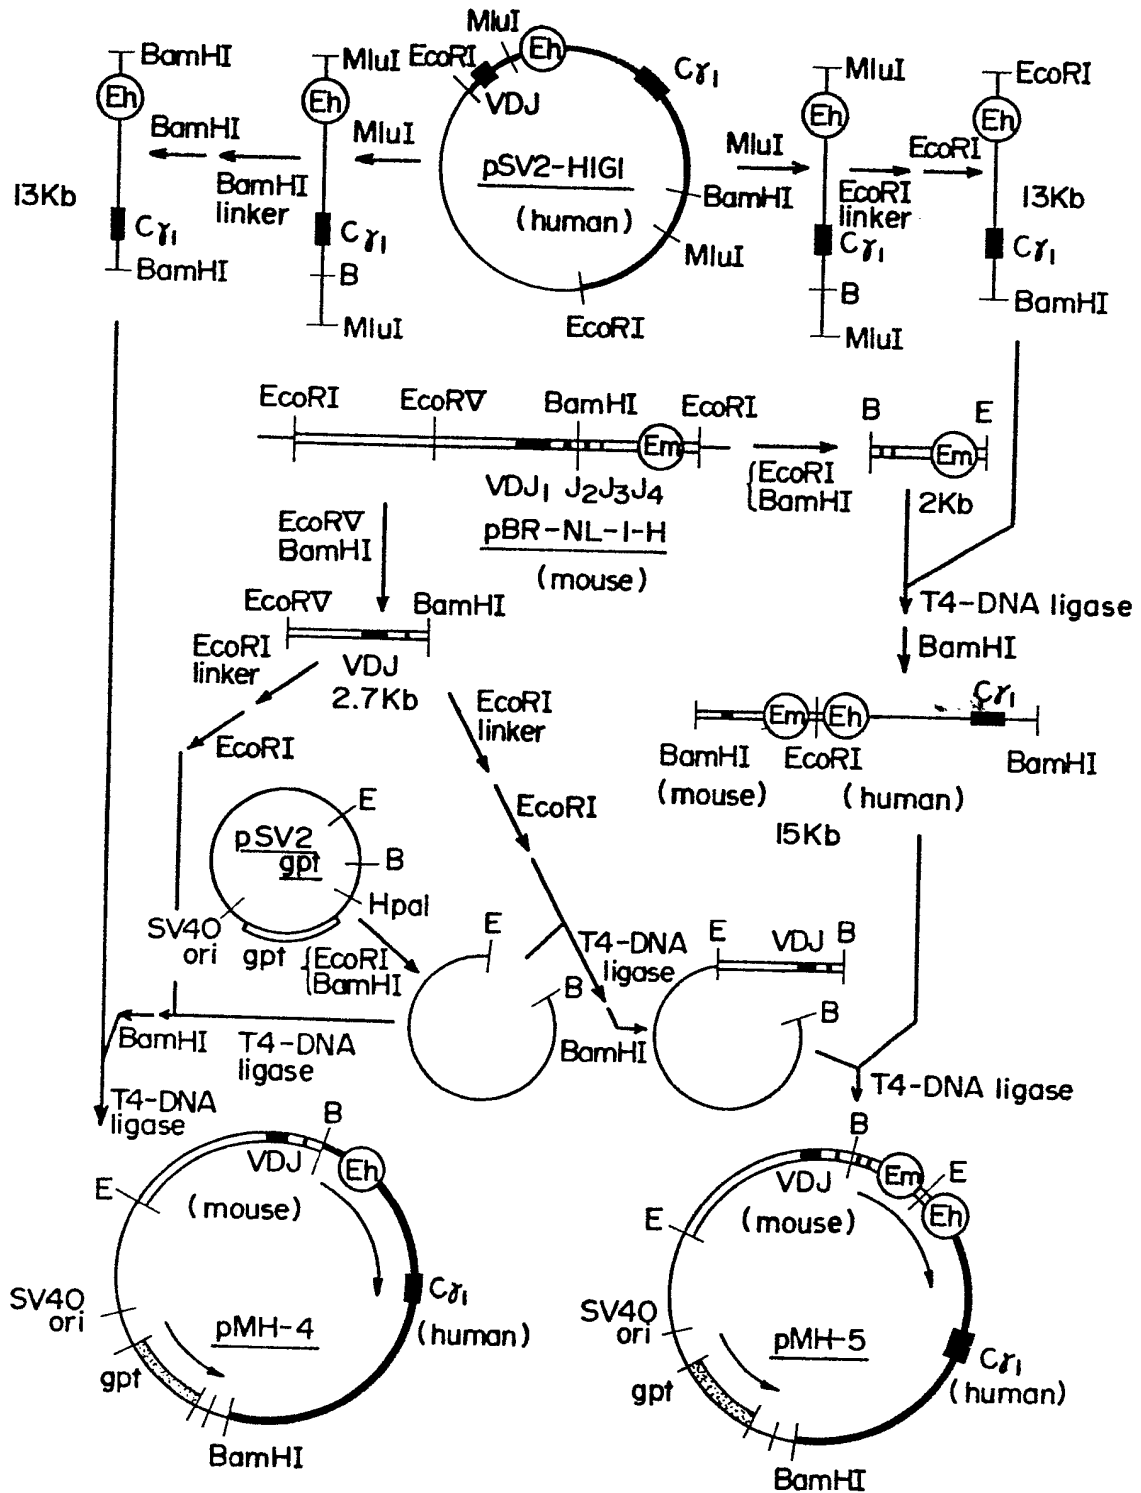 MluI
BamHI
Eh
MluI
Eh
EcoRI
Eh
VDJ
Cγ1
MluI
Eh
EcoRI
Eh
BamHI
BamHI
linker
MluI
pSV2-HIGI
(human)
MluI
EcoRI
linker
EcoRI
13Kb
Cγ1
BamHI
Cγ1
B
MluI
BamHI
MluI
EcoRI
Cγ1
B
MluI
13Kb
Cγ1
BamHI
EcoRI
EcoRV
BamHI
EcoRI
Em
VDJ1 J2J3J4
pBR-NL-1-H
(mouse)
{EcoRI
BamHI
B
E
Em
2Kb
EcoRV
BamHI
EcoRV
BamHI
VDJ
2.7Kb
T4-DNA ligase
BamHI
EcoRI
linker
EcoRI
EcoRI
linker
EcoRI
Em
Eh
Cγ1
BamHI
(mouse)
EcoRI
(human)
BamHI
15Kb
pSV2
gpt
E
B
HpaI
SV40
ori
gpt
{EcoRI
BamHI
E
B
T4-DNA
ligase
BamHI
E
VDJ
B
B
BamHI
T4-DNA
ligase
T4-DNA
ligase
T4-DNA ligase
B
VDJ
Eh
E
(mouse)
SV40
ori
pMH-4
Cγ1
(human)
gpt
BamHI
B
VDJ
Em
E
Eh
E
(mouse)
SV40
ori
pMH-5
Cγ1
(human)
gpt
BamHI